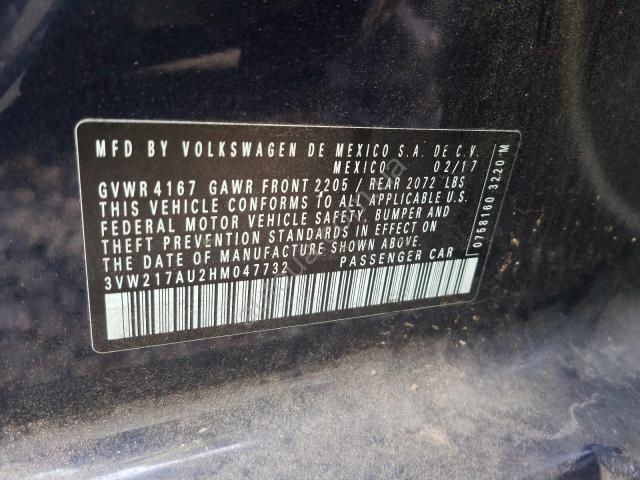 MFD BY VOLKSWAGEN DE MEXICO S.A. DE C.V.
MEXICO 02/17
GVWR 4167 GAWR FRONT 2205 / REAR 2072 LBS
THIS VEHICLE CONFORMS TO ALL APPLICABLE U.S.
FEDERAL MOTOR VEHICLE SAFETY, BUMPER AND
THEFT PREVENTION STANDARDS IN EFFECT ON
THE DATE OF MANUFACTURE SHOWN ABOVE.
3VW217AU2HM047732 PASSENGER CAR
0758160 3220 M